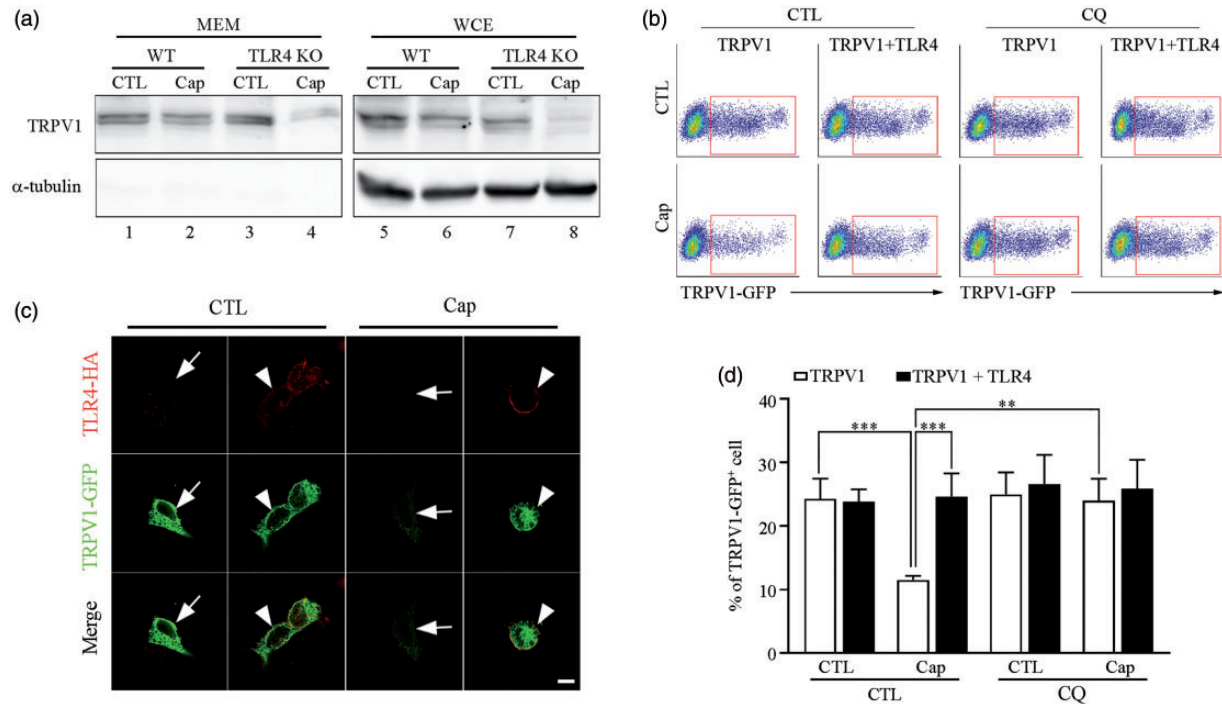 (a)
MEM
WCE
WT
TLR4 KO
WT
TLR4 KO
CTL
Cap
CTL
Cap
CTL
Cap
CTL
Cap
TRPV1
α-tubulin
1
2
3
4
5
6
7
8
(b)
CTL
CQ
TRPV1
TRPV1+TLR4
TRPV1
TRPV1+TLR4
CTL
Cap
TRPV1-GFP
TRPV1-GFP
(c)
CTL
Cap
TLR4-HA
TRPV1-GFP
Merge
(d)
TRPV1
TRPV1 + TLR4
% of TRPV1-GFP⁺ cell
40
30
20
10
0
***
***
**
CTL
Cap
CTL
Cap
CTL
CQ